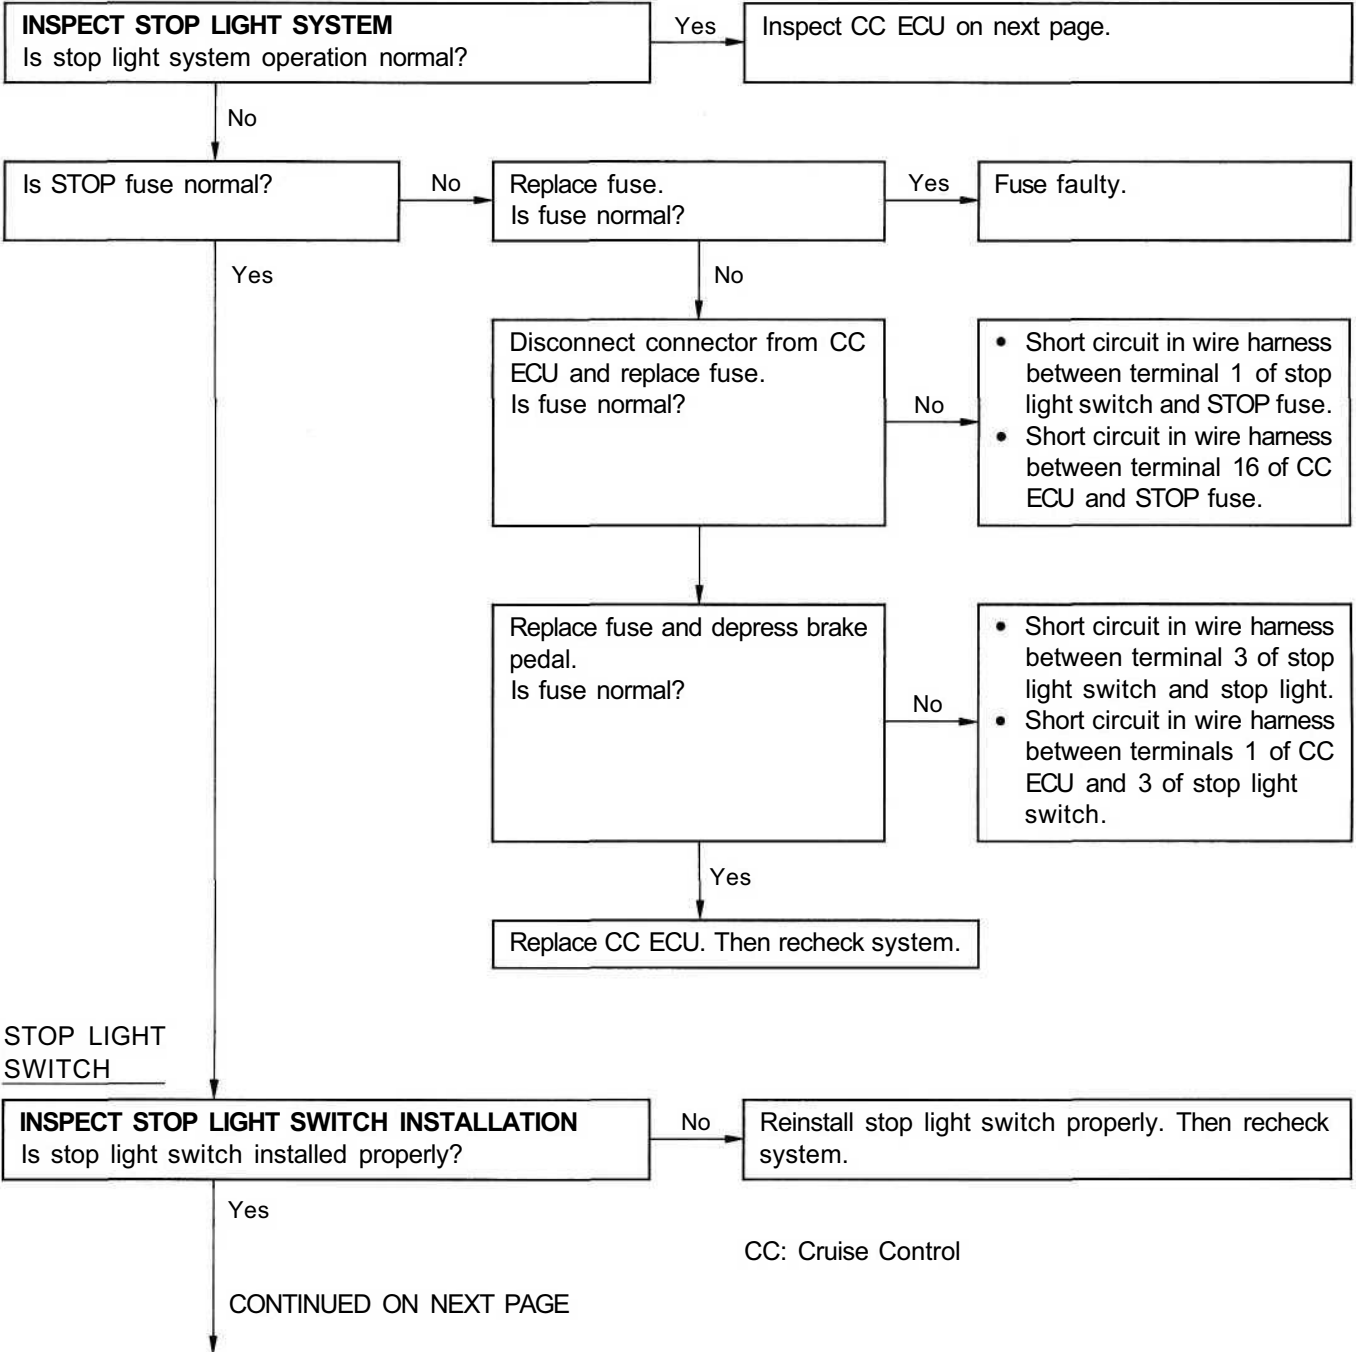 INSPECT STOP LIGHT SYSTEM
Is stop light system operation normal?
Yes
Inspect CC ECU on next page.
No
Is STOP fuse normal?
No
Replace fuse.
Is fuse normal?
Yes
Fuse faulty.
Yes
No
Disconnect connector from CC
ECU and replace fuse.
Is fuse normal?
No
• Short circuit in wire harness
between terminal 1 of stop
light switch and STOP fuse.
• Short circuit in wire harness
between terminal 16 of CC
ECU and STOP fuse.
Replace fuse and depress brake
pedal.
Is fuse normal?
No
• Short circuit in wire harness
between terminal 3 of stop
light switch and stop light.
• Short circuit in wire harness
between terminals 1 of CC
ECU and 3 of stop light
switch.
Yes
Replace CC ECU. Then recheck system.
STOP LIGHT
SWITCH
INSPECT STOP LIGHT SWITCH INSTALLATION
Is stop light switch installed properly?
No
Reinstall stop light switch properly. Then recheck
system.
Yes
CC: Cruise Control
CONTINUED ON NEXT PAGE